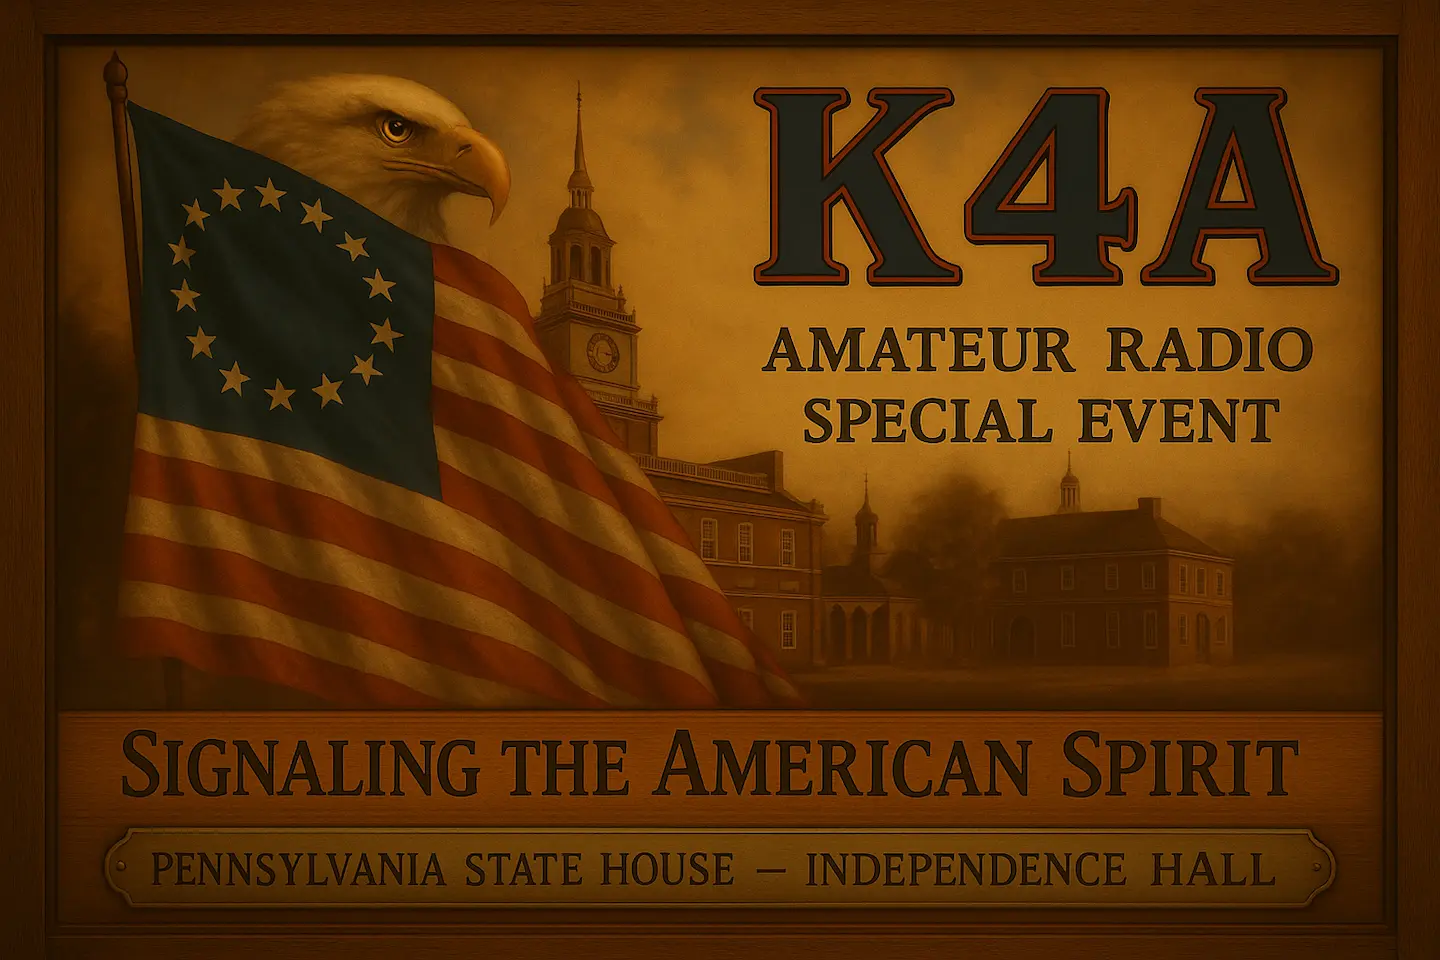 K4A
AMATEUR RADIO
SPECIAL EVENT
SIGNALING THE AMERICAN SPIRIT
PENNSYLVANIA STATE HOUSE – INDEPENDENCE HALL